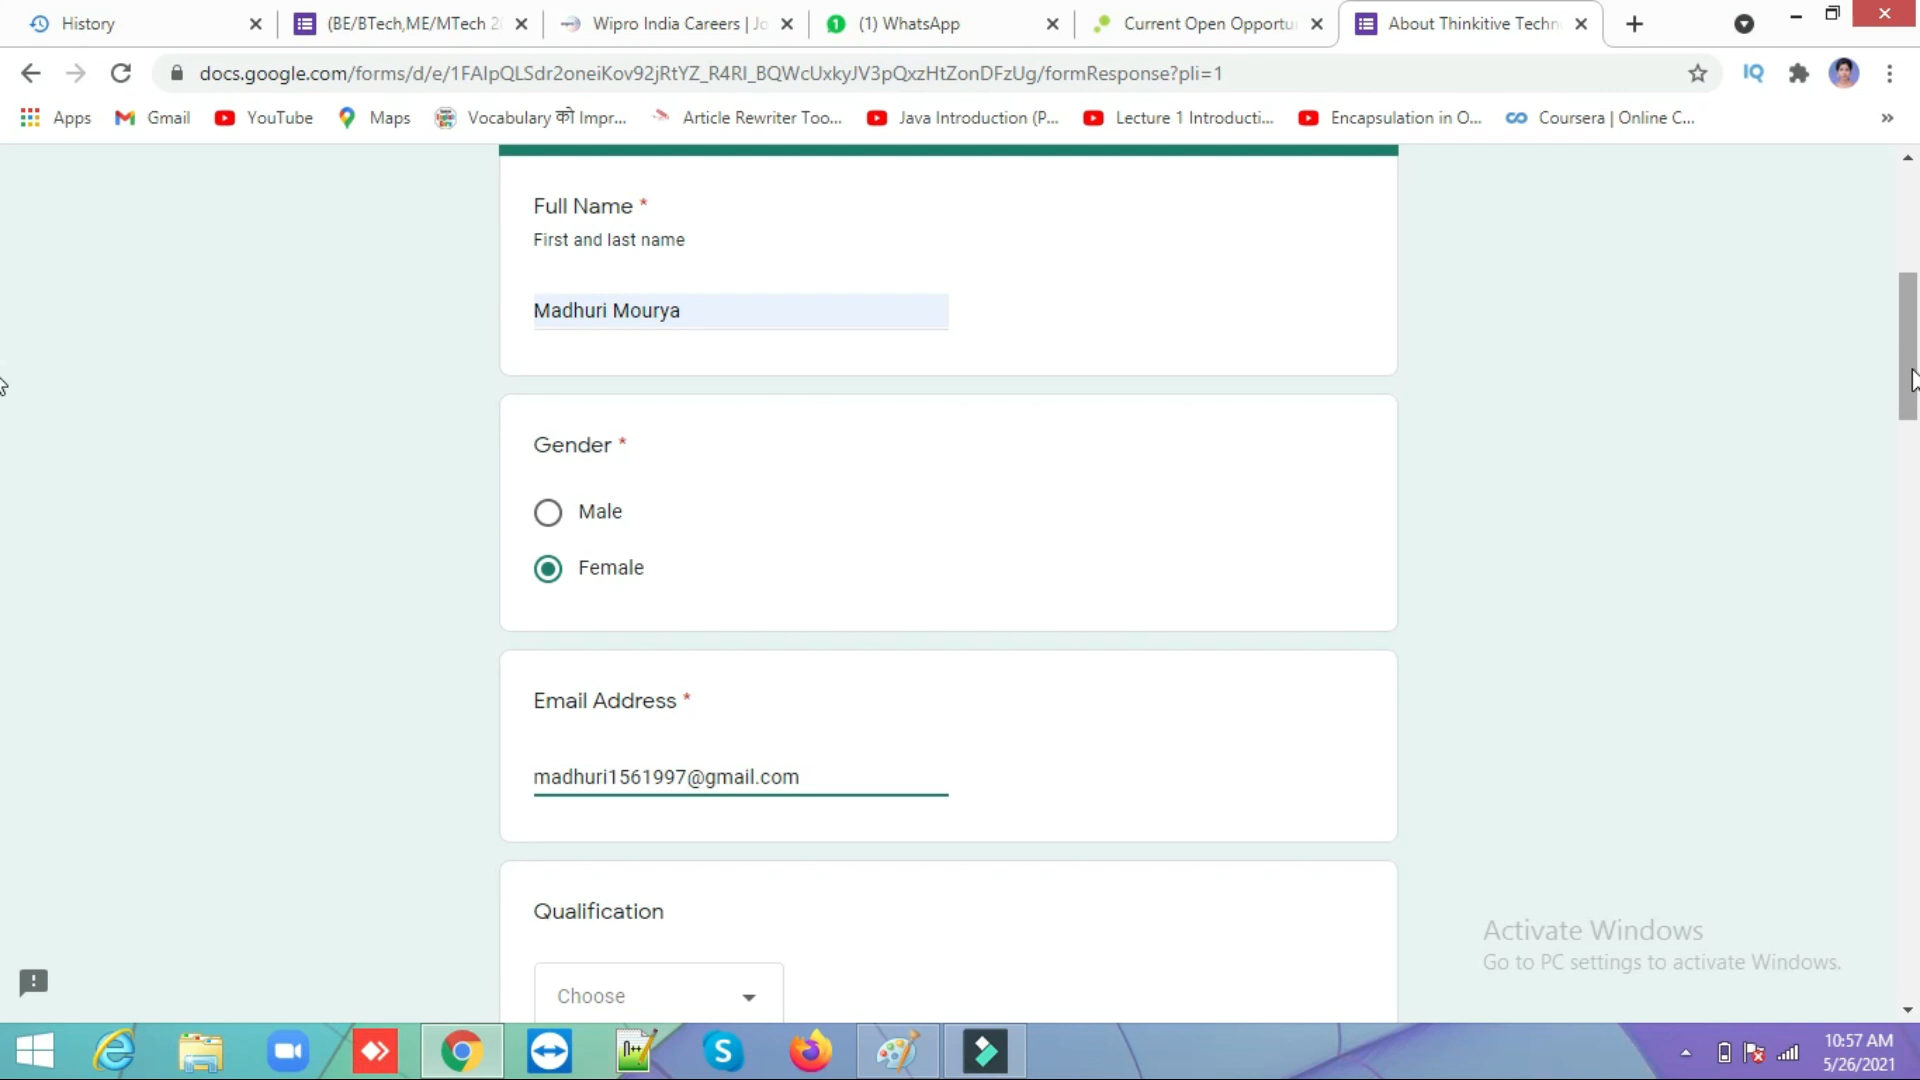 History
(BE/BTech,ME/MTech 2
Wipro India Careers | Jo
(1) WhatsApp
Current Open Opportu
About Thinkitive Techn
docs.google.com/forms/d/e/1FAIpQLSdr2oneiKov92jRtYZ_R4RI_BQWcUxkyJV3pQxzHtZonDFzUg/formResponse?pli=1
IQ
Apps
Gmail
YouTube
Maps
Vocabulary को Impr...
Article Rewriter Too...
Java Introduction (P...
Lecture 1 Introducti...
Encapsulation in O...
Coursera | Online C...
Full Name *
First and last name
Madhuri Mourya
Gender *
Male
Female
Email Address *
madhuri1561997@gmail.com
Qualification
Choose
Activate Windows
Go to PC settings to activate Windows.
10:57 AM
5/26/2021